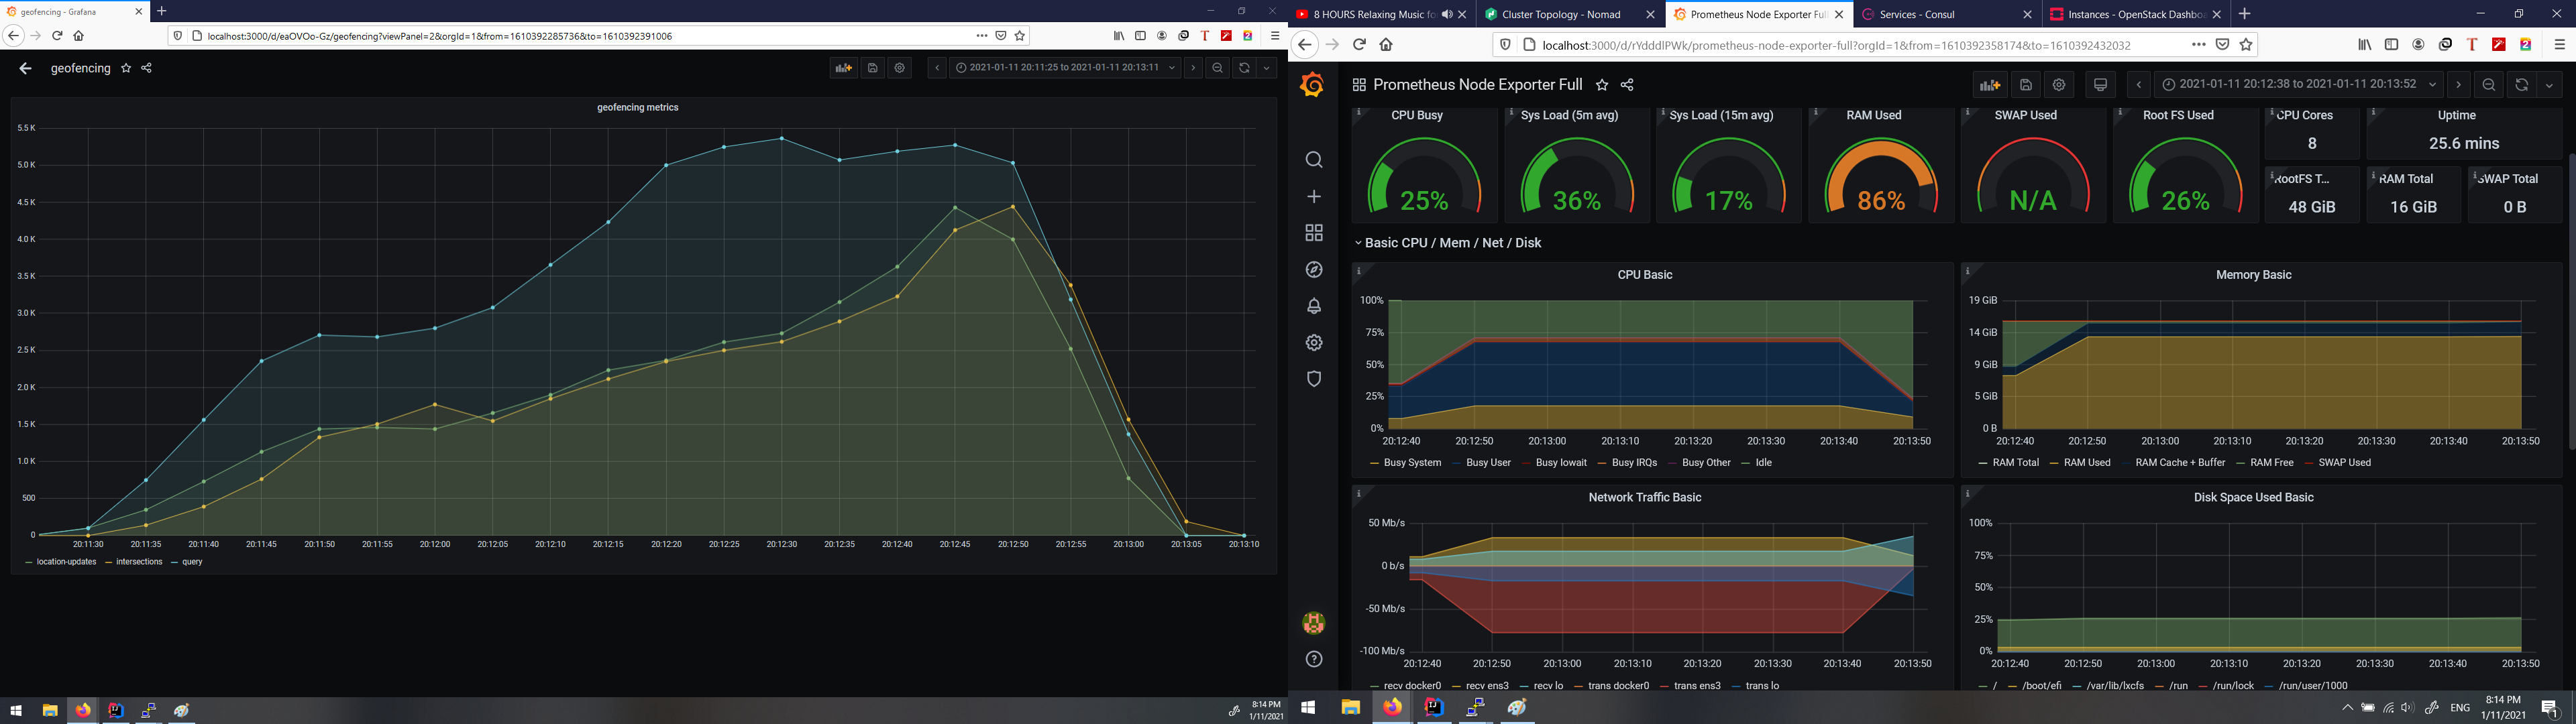 geofencing - Grafana
localhost:3000/d/eaOVOo-Gz/geofencing?viewPanel=2&orgId=1&from=1610392285736&to=1610392391006
geofencing
2021-01-11 20:11:25 to 2021-01-11 20:13:11
geofencing metrics
5.5 K
5.0 K
4.5 K
4.0 K
3.5 K
3.0 K
2.5 K
2.0 K
1.5 K
1.0 K
500
0
20:11:30 20:11:35 20:11:40 20:11:45 20:11:50 20:11:55 20:12:00 20:12:05 20:12:10 20:12:15 20:12:20 20:12:25 20:12:30 20:12:35 20:12:40 20:12:45 20:12:50 20:12:55 20:13:00 20:13:05 20:13:10
location-updates intersections query
8:14 PM
1/11/2021
8 HOURS Relaxing Music fo Cluster Topology - Nomad Prometheus Node Exporter Full Services - Consul Instances - OpenStack Dashboa
localhost:3000/d/rYdddlPWk/prometheus-node-exporter-full?orgId=1&from=1610392358174&to=1610392432032
Prometheus Node Exporter Full
2021-01-11 20:12:38 to 2021-01-11 20:13:52
CPU Busy Sys Load (5m avg) Sys Load (15m avg) RAM Used SWAP Used Root FS Used CPU Cores Uptime
8 25.6 mins
25% 36% 17% 86% N/A 26%
RootFS T... RAM Total SWAP Total
48 GiB 16 GiB 0 B
Basic CPU / Mem / Net / Disk
CPU Basic
100%
75%
50%
25%
0%
20:12:40 20:12:50 20:13:00 20:13:10 20:13:20 20:13:30 20:13:40 20:13:50
Busy System Busy User Busy Iowait Busy IRQs Busy Other Idle
Memory Basic
19 GiB
14 GiB
9 GiB
5 GiB
0 B
20:12:40 20:12:50 20:13:00 20:13:10 20:13:20 20:13:30 20:13:40 20:13:50
RAM Total RAM Used RAM Cache + Buffer RAM Free SWAP Used
Network Traffic Basic
50 Mb/s
0 b/s
-50 Mb/s
-100 Mb/s
20:12:40 20:12:50 20:13:00 20:13:10 20:13:20 20:13:30 20:13:40 20:13:50
recv docker0 recv ens3 recv lo trans docker0 trans ens3 trans lo
Disk Space Used Basic
100%
75%
50%
25%
0%
20:12:40 20:12:50 20:13:00 20:13:10 20:13:20 20:13:30 20:13:40 20:13:50
/ /boot/efi /var/lib/lxcfs /run /run/lock /run/user/1000
ENG
8:14 PM
1/11/2021